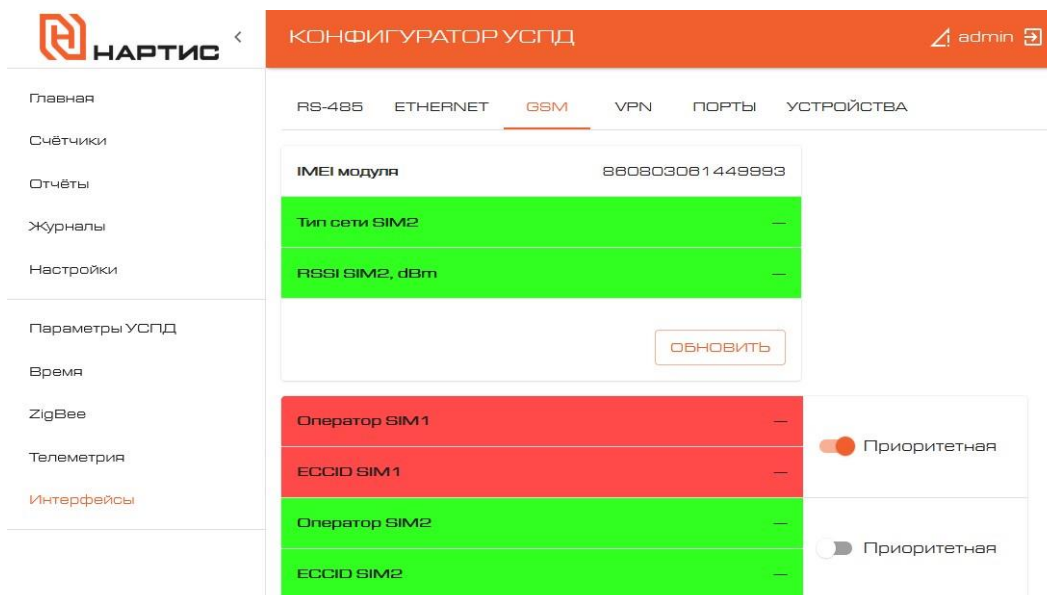 НАРТИС <
КОНФИГУРАТОР УСПД
admin
Главная
Счётчики
Отчёты
Журналы
Настройки
Параметры УСПД
Время
ZigBee
Телеметрия
Интерфейсы
RS-485 ETHERNET GSM VPN ПОРТЫ УСТРОЙСТВА
IMEI модуля 860803061449993
Тип сети SIM2 —
RSSI SIM2, dBm —
ОБНОВИТЬ
Оператор SIM1 —
ECCID SIM1 —
Приоритетная
Оператор SIM2 —
ECCID SIM2 —
Приоритетная